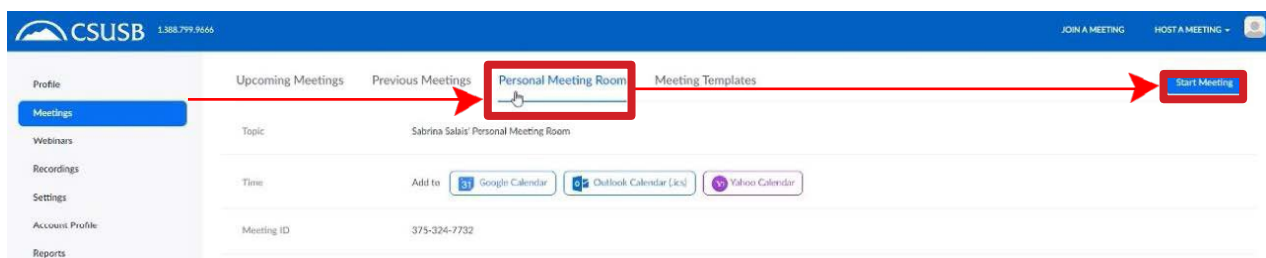 CSUSB 1.388.799.9666 JOIN A MEETING HOST A MEETING
Profile
Meetings
Webinars
Recordings
Settings
Account Profile
Reports
Upcoming Meetings Previous Meetings Personal Meeting Room Meeting Templates Start Meeting
Topic Sabrina Salais' Personal Meeting Room
Time Add to 31 Google Calendar Outlook Calendar (.ics) Yahoo Calendar
Meeting ID 375-324-7732